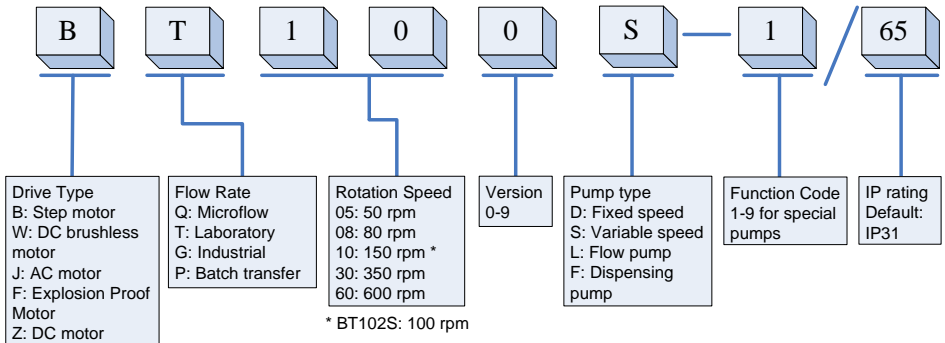 B T 1 0 0 S 1 65
Drive Type
B: Step motor
W: DC brushless
motor
J: AC motor
F: Explosion Proof
Motor
Z: DC motor
Flow Rate
Q: Microflow
T: Laboratory
G: Industrial
P: Batch transfer
Rotation Speed
05: 50 rpm
08: 80 rpm
10: 150 rpm *
30: 350 rpm
60: 600 rpm
* BT102S: 100 rpm
Version
0-9
Pump type
D: Fixed speed
S: Variable speed
L: Flow pump
F: Dispensing
pump
Function Code
1-9 for special
pumps
IP rating
Default:
IP31